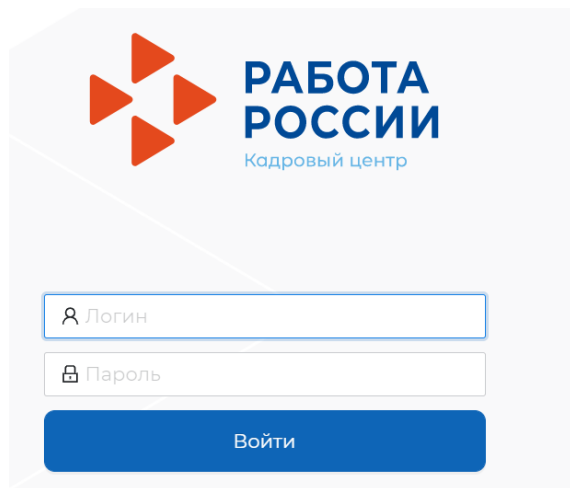 РАБОТА
РОССИИ
Кадровый центр
Логин
Пароль
Войти